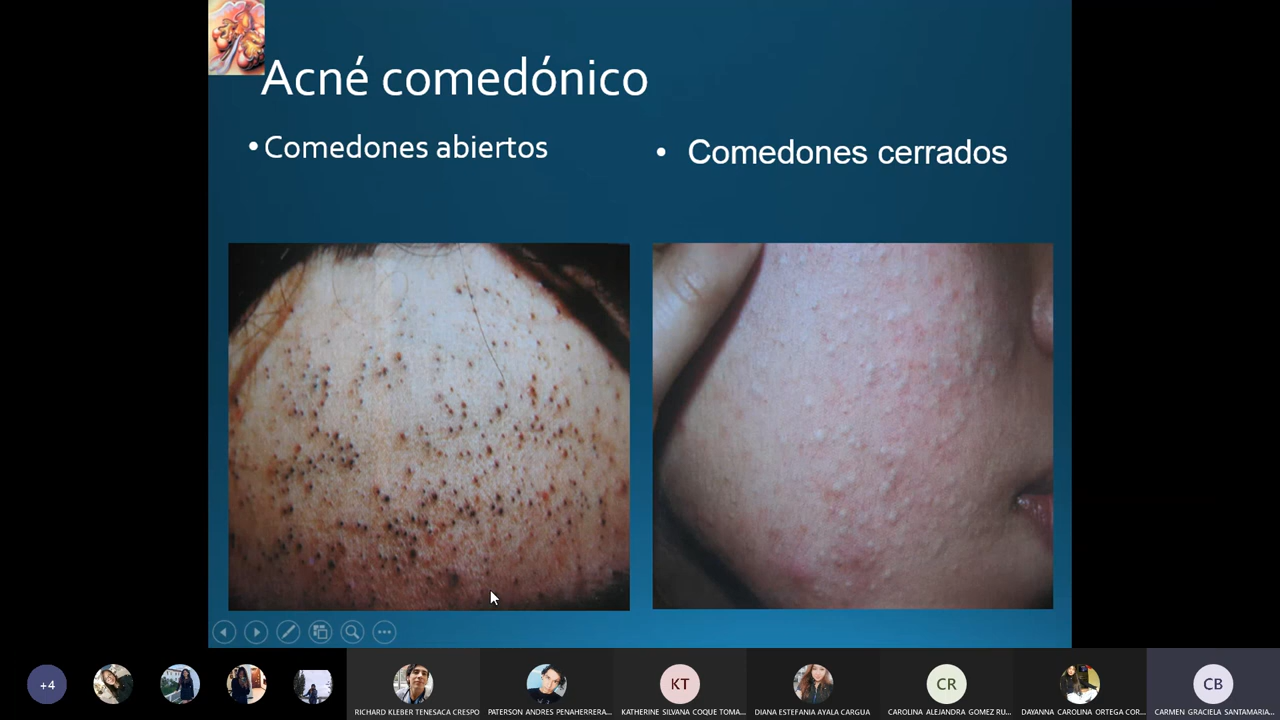 Acné comedónico
• Comedones abiertos
• Comedones cerrados
+4
RICHARD KLEBER TENESACA CRESPO
PATERSON ANDRES PENAHERRERA...
KT
KATHERINE SILVANA COQUE TOMA...
DIANA ESTEFANIA AYALA CARGUA
CR
CAROLINA ALEJANDRA GOMEZ RU...
DAYANNA CAROLINA ORTEGA COR...
CB
CARMEN GRACIELA SANTAMARIA...